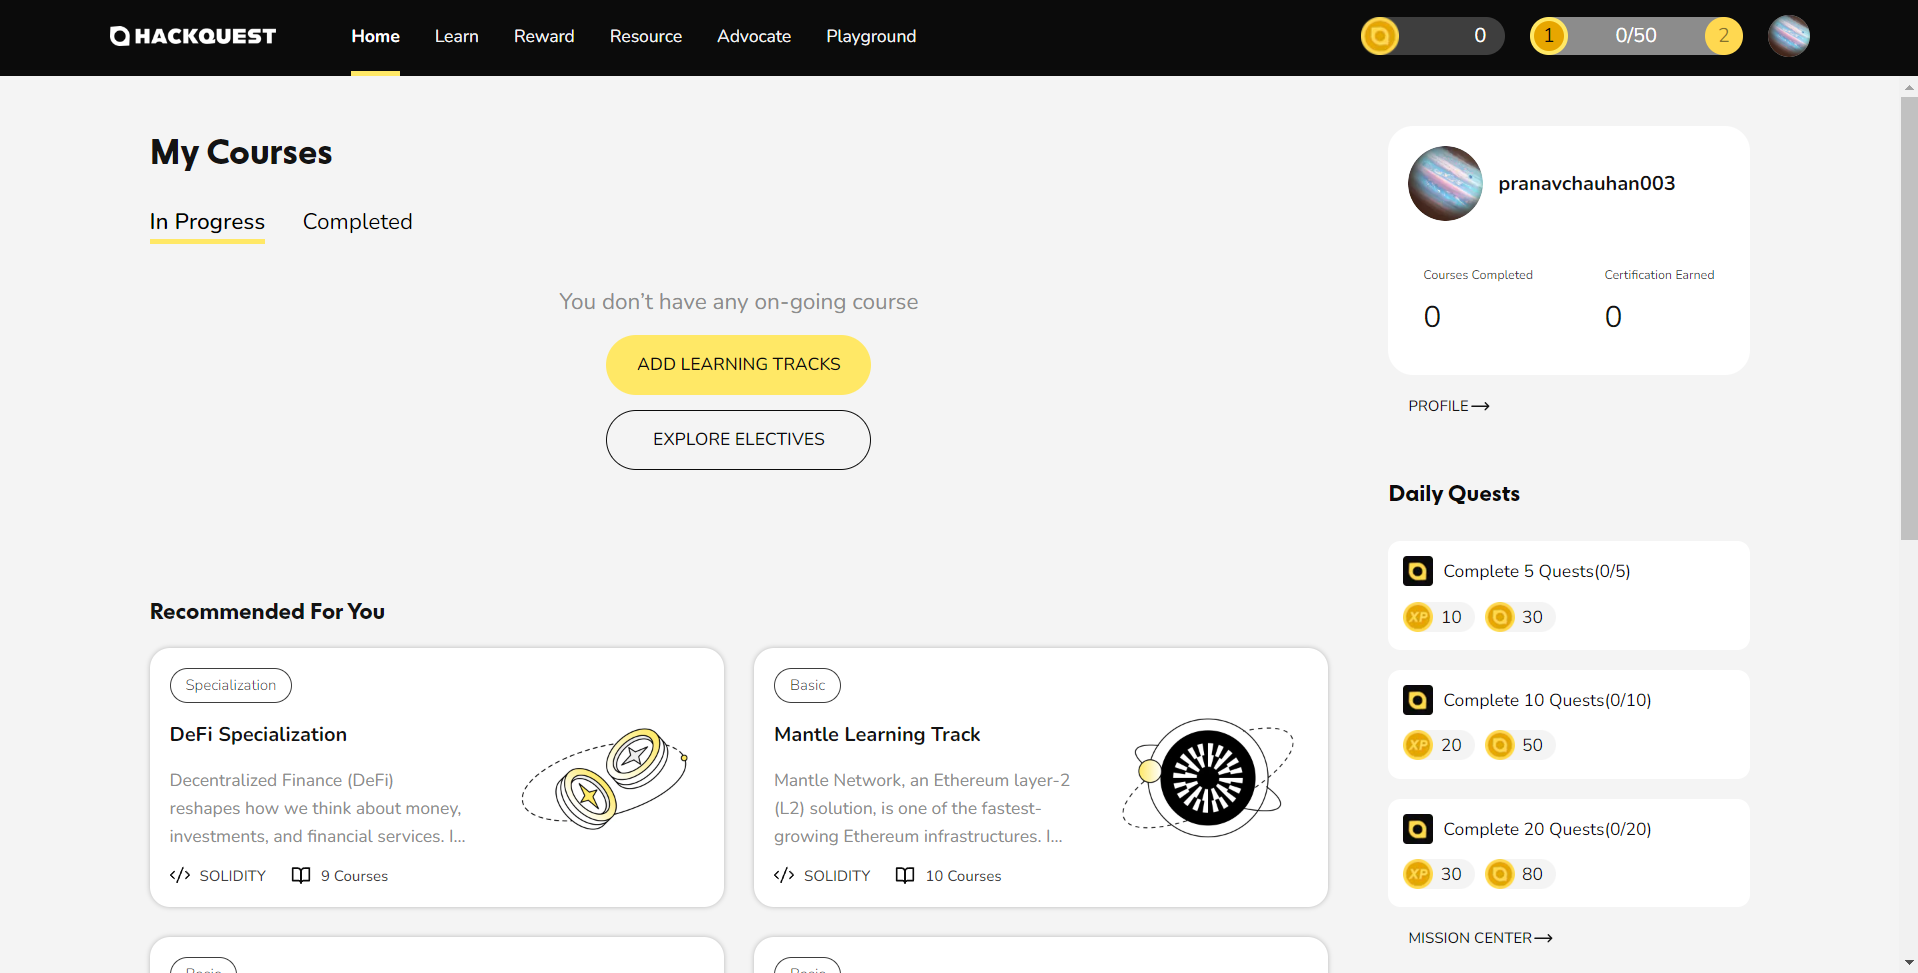 HACKQUEST
Home Learn Reward Resource Advocate Playground
0
1 0/50 2
My Courses
In Progress Completed
You don’t have any on-going course
ADD LEARNING TRACKS
EXPLORE ELECTIVES
Recommended For You
Specialization
DeFi Specialization
Decentralized Finance (DeFi)
reshapes how we think about money,
investments, and financial services. I...
</> SOLIDITY 9 Courses
Basic
Mantle Learning Track
Mantle Network, an Ethereum layer-2
(L2) solution, is one of the fastest-
growing Ethereum infrastructures. I...
</> SOLIDITY 10 Courses
Basic
Basic
pranavchauhan003
Courses Completed Certification Earned
0 0
PROFILE
Daily Quests
Complete 5 Quests(0/5)
XP 10 30
Complete 10 Quests(0/10)
XP 20 50
Complete 20 Quests(0/20)
XP 30 80
MISSION CENTER